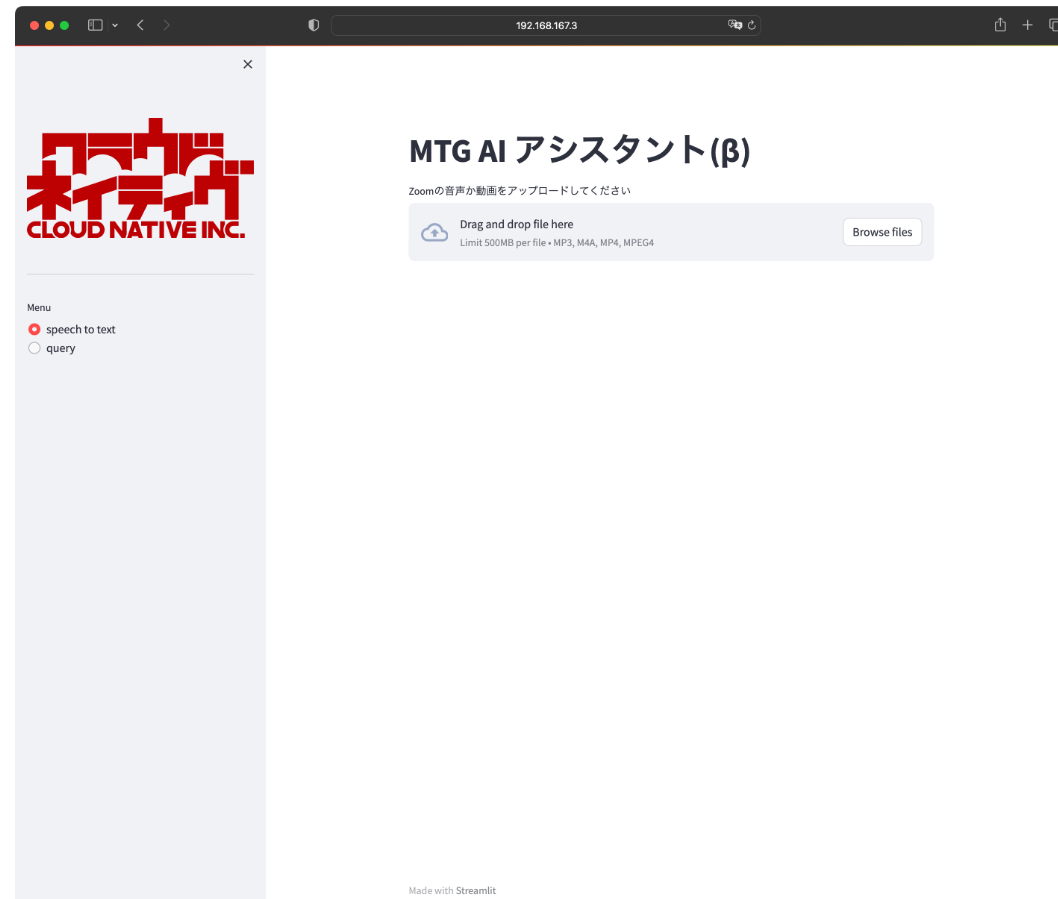 192.168.167.3
クラウド
ネイティヴ
CLOUD NATIVE INC.
Menu
speech to text
query
MTG AI アシスタント(β)
Zoomの音声か動画をアップロードしてください
Drag and drop file here
Limit 500MB per file • MP3, M4A, MP4, MPEG4
Browse files
Made with Streamlit